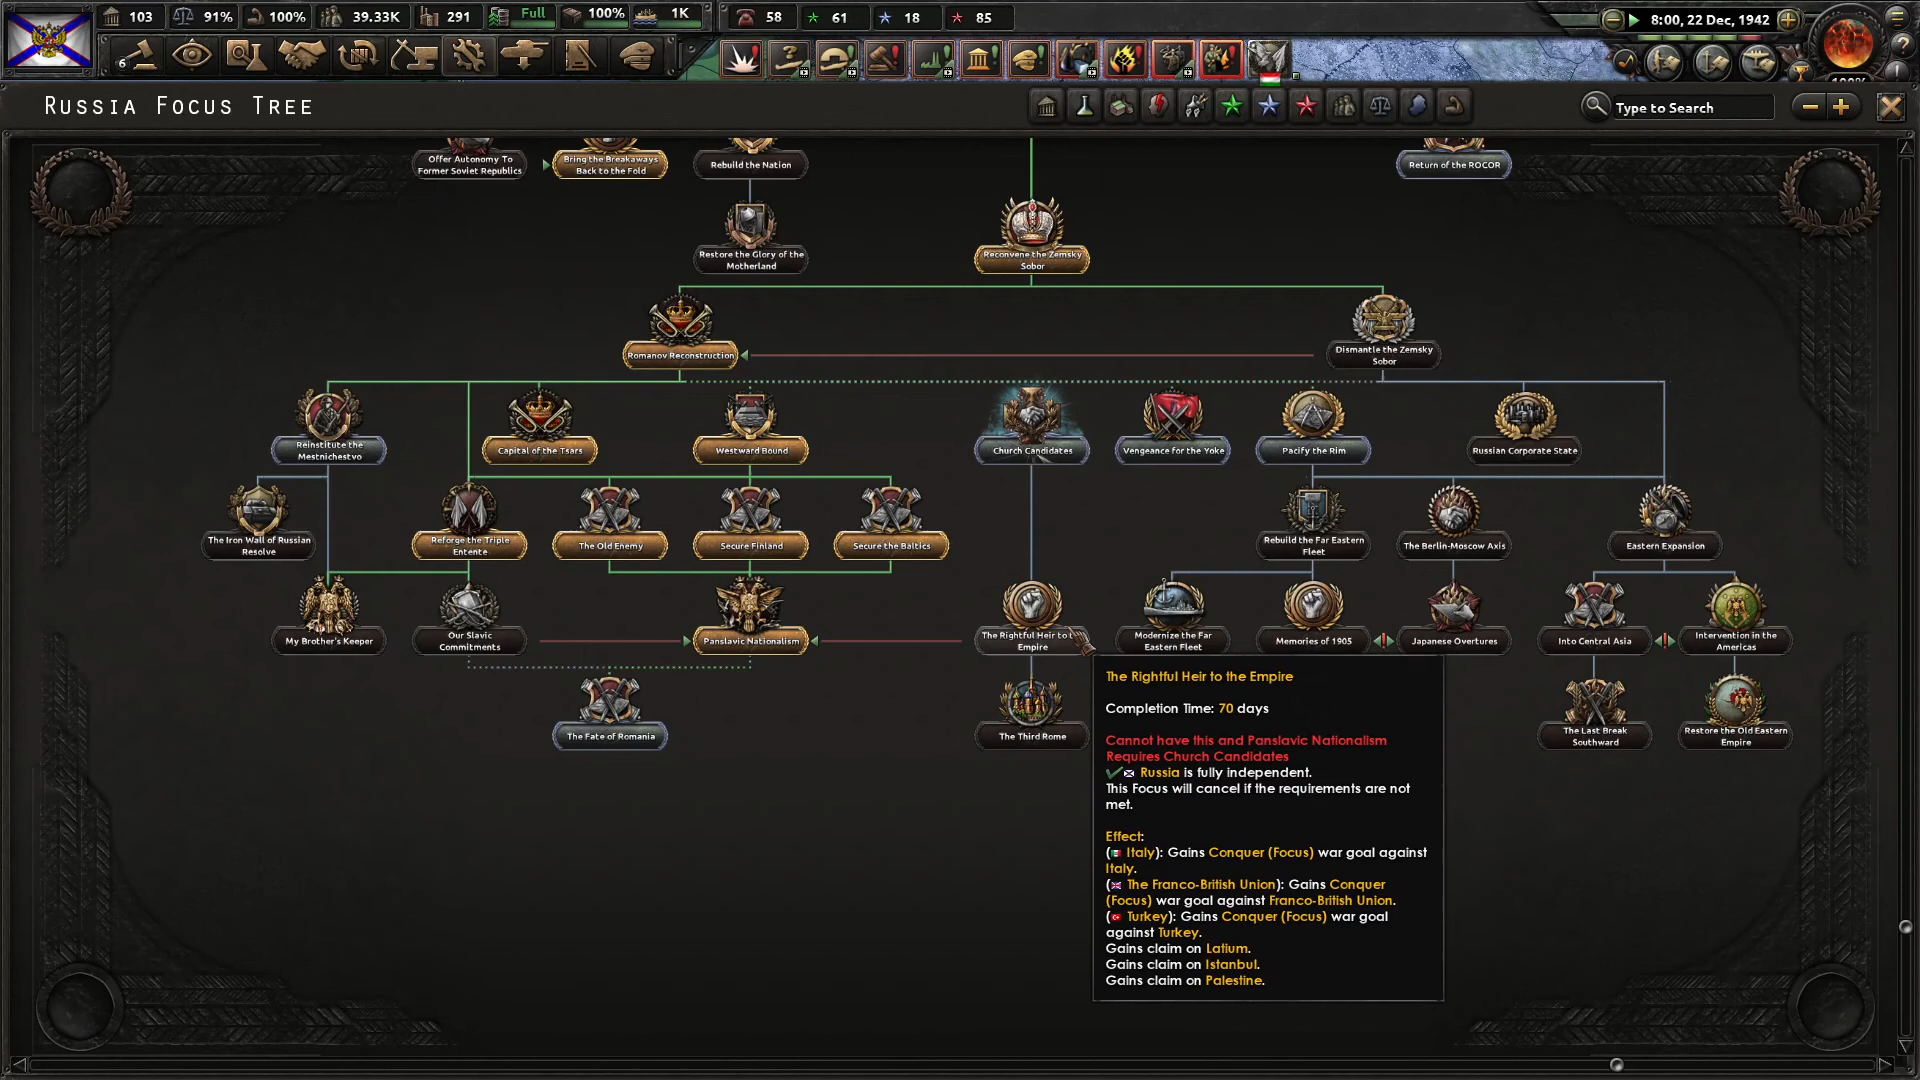 103
91%
100%
39.33K
291
Full
100%
1K
58
61
18
85
8:00, 22 Dec, 1942
6
RUSSIA FOCUS TREE
Type to Search
Offer Autonomy To
Former Soviet Republics
Bring the Breakaways
Back to the Fold
Rebuild the Nation
Return of the ROCOR
Restore the Glory of the
Motherland
Reconvene the Zemsky
Sobor
Romanov Reconstruction
Dismantle the Zemsky
Sobor
Reinstitute the
Mestnichestvo
Capital of the Tsars
Westward Bound
Church Candidates
Vengeance for the Yoke
Pacify the Rim
Russian Corporate State
The Iron Wall of Russian
Resolve
Reforge the Triple
Entente
The Old Enemy
Secure Finland
Secure the Baltics
Rebuild the Far Eastern
Fleet
The Berlin-Moscow Axis
Eastern Expansion
My Brother's Keeper
Our Slavic
Commitments
Panslavic Nationalism
The Rightful Heir to
Empire
Modernize the Far
Eastern Fleet
Memories of 1905
Japanese Overtures
Into Central Asia
Intervention in the
Americas
The Fate of Romania
The Third Rome
The Last Break
Southward
Restore the Old Eastern
Empire
The Rightful Heir to the Empire
Completion Time: 70 days
Cannot have this and Panslavic Nationalism
Requires Church Candidates
Russia is fully independent.
This Focus will cancel if the requirements are not
met.
Effect:
(Italy): Gains Conquer (Focus) war goal against
Italy.
(The Franco-British Union): Gains Conquer
(Focus) war goal against Franco-British Union.
(Turkey): Gains Conquer (Focus) war goal
against Turkey.
Gains claim on Latium.
Gains claim on Istanbul.
Gains claim on Palestine.